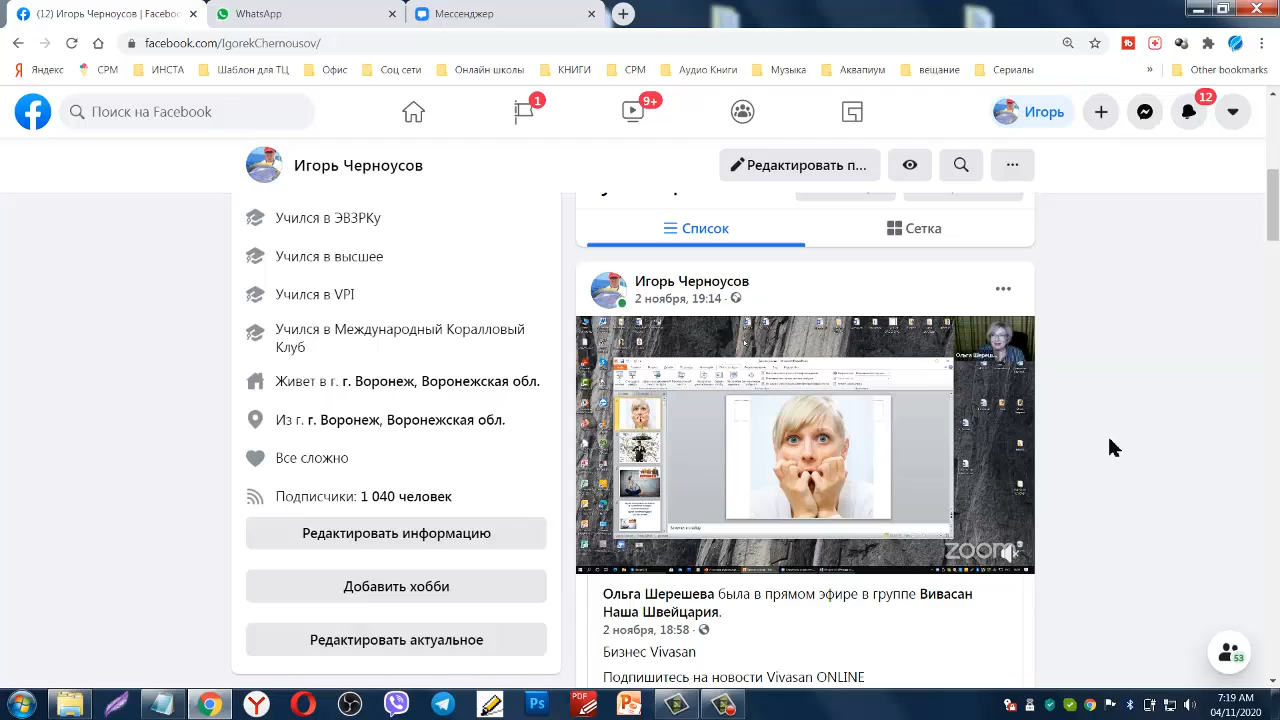 (12) Игорь Черноусов | Facebook
WhatsApp
Мессенджер
facebook.com/IgorekChernousov/
Яндекс
СРМ
ИНСТА
Шаблон для ТЦ
Офис
Соц сети
Онлайн школы
КНИГИ
СРМ
Аудио Книги
Музыка
Аквапиум
вещание
Сериалы
»
Other bookmarks
Поиск на Facebook
1
9+
Игорь
12
Игорь Черноусов
Редактировать п...
Учился в ЭВЗРКу
Учился в высшее
Учился в VPI
Учился в Международный Коралловый
Клуб
Живет в г. г. Воронеж, Воронежская обл.
Из г. г. Воронеж, Воронежская обл.
Все сложно
Подписчики: 1 040 человек
Редактировать информацию
Добавить хобби
Редактировать актуальное
Список
Сетка
Игорь Черноусов
2 ноября, 19:14 ·
Ольга Шереш...
zoom
Ольга Шерешева была в прямом эфире в группе Вивасан
Наша Швейцария.
2 ноября, 18:58 ·
Бизнес Vivasan
Подпишитесь на новости Vivasan ONLINE
53
PDF
7:19 AM
04/11/2020